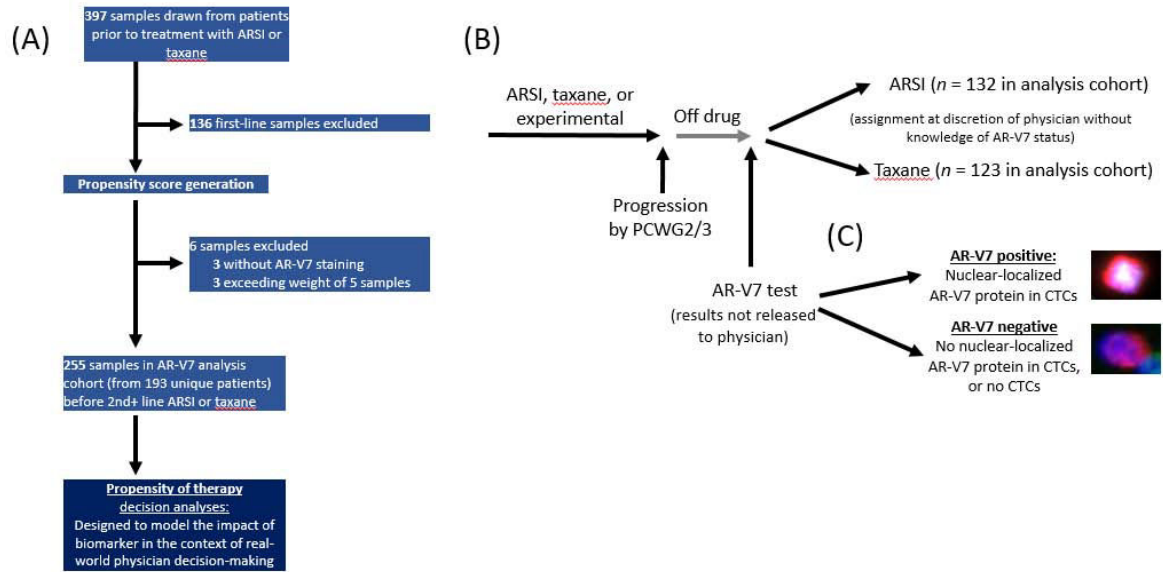 (A)
397 samples drawn from patients
prior to treatment with ARSI or
taxane
136 first-line samples excluded
Propensity score generation
6 samples excluded
3 without AR-V7 staining
3 exceeding weight of 5 samples
255 samples in AR-V7 analysis
cohort (from 193 unique patients)
before 2nd+ line ARSI or taxane
Propensity of therapy
decision analyses:
Designed to model the impact of
biomarker in the context of real-
world physician decision-making
(B)
ARSI, taxane, or
experimental
Off drug
Progression
by PCWG2/3
ARSI (n = 132 in analysis cohort)
(assignment at discretion of physician without
knowledge of AR-V7 status)
Taxane (n = 123 in analysis cohort)
AR-V7 test
(results not released
to physician)
(C)
AR-V7 positive:
Nuclear-localized
AR-V7 protein in CTCs
AR-V7 negative
No nuclear-localized
AR-V7 protein in CTCs,
or no CTCs